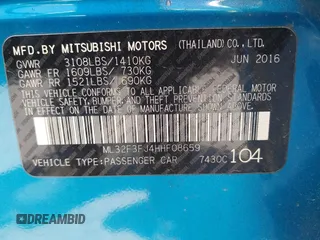 MFD.BY MITSUBISHI MOTORS (THAILAND)CO.,LTD.
GVWR 3108LBS/1410KG JUN 2016
GAWR FR 1609LBS/ 730KG
GAWR RR 1521LBS/ 690KG
THIS VEHICLE CONFORMS TO ALL APPLICABLE
FEDERAL MOTOR VEHICLE SAFETY, BUMPER, AND
THEFT PREVENTION STANDARDS IN EFFECT ON
THE DATE OF MANUFACTURE SHOWN ABOVE.
VIN: ML32F3FJ4HHF08659
TYPE:PASSENGER CAR 7430C 104
DREAMBID